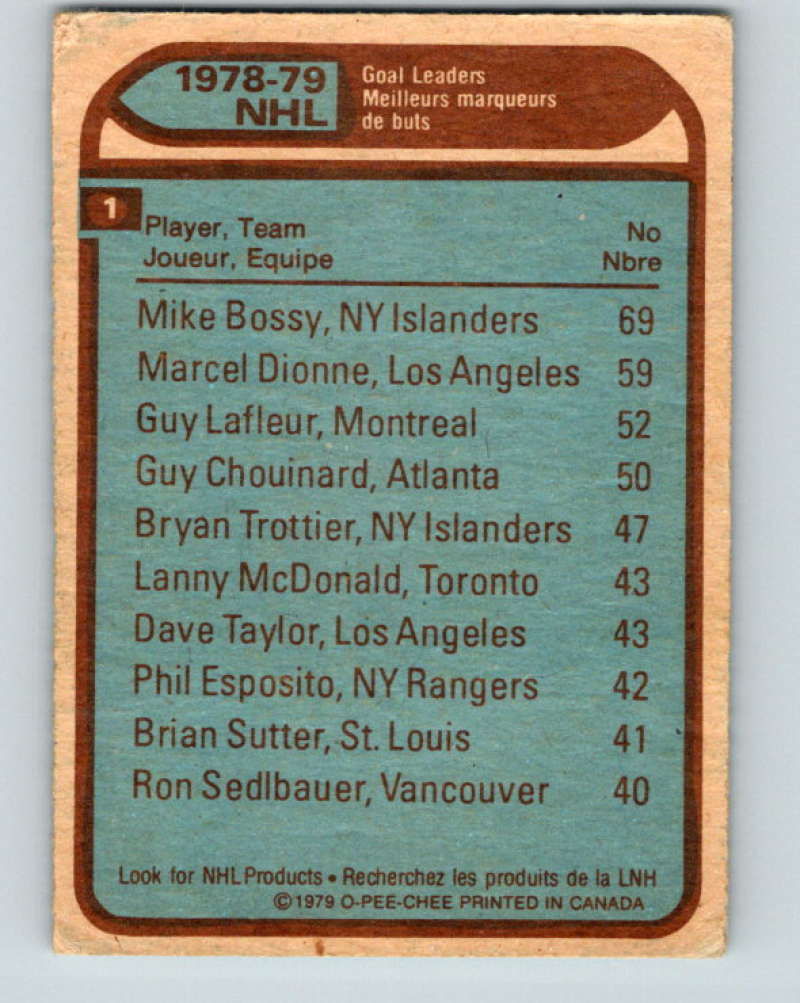 1978-79 NHL
Goal Leaders
Meilleurs marqueurs
de buts
1
Player, Team No
Joueur, Equipe Nbre
Mike Bossy, NY Islanders 69
Marcel Dionne, Los Angeles 59
Guy Lafleur, Montreal 52
Guy Chouinard, Atlanta 50
Bryan Trottier, NY Islanders 47
Lanny McDonald, Toronto 43
Dave Taylor, Los Angeles 43
Phil Esposito, NY Rangers 42
Brian Sutter, St. Louis 41
Ron Sedlbauer, Vancouver 40
Look for NHL Products • Recherchez les produits de la LNH
©1979 O-PEE-CHEE PRINTED IN CANADA